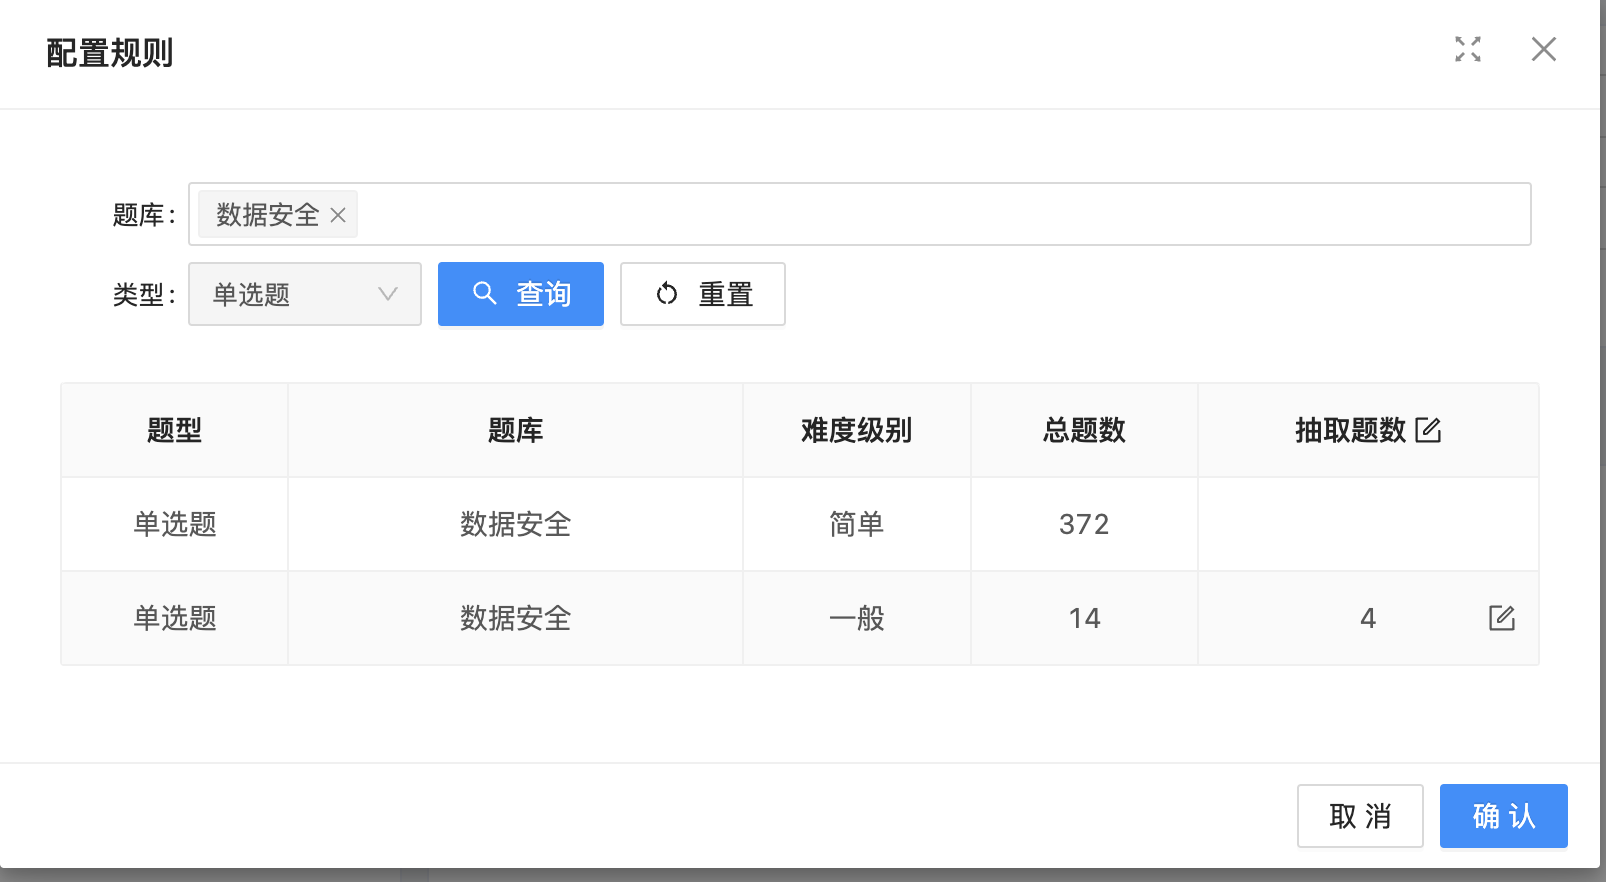 配置规则
题库: 数据安全
类型: 单选题 查询 重置
题型 题库 难度级别 总题数 抽取题数
单选题 数据安全 简单 372
单选题 数据安全 一般 14 4
取消 确认